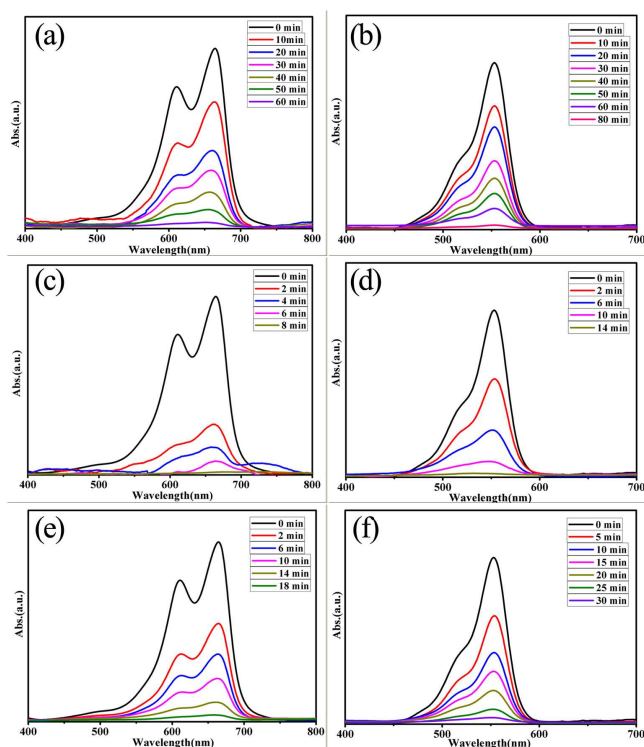 (a)
0 min
10min
20 min
30 min
40 min
50 min
60 min
Abs.(a.u.)
400 500 600 700 800
Wavelength(nm)
(b)
0 min
10 min
20 min
30 min
40 min
50 min
60 min
80 min
Abs.(a.u.)
400 500 600 700
Wavelength(nm)
(c)
0 min
2 min
4 min
6 min
8 min
Abs.(a.u.)
400 500 600 700 800
Wavelength(nm)
(d)
0 min
2 min
6 min
10 min
14 min
Abs.(a.u.)
400 500 600 700
Wavelength(nm)
(e)
0 min
2 min
6 min
10 min
14 min
18 min
Abs.(a.u.)
400 500 600 700 800
Wavelength(nm)
(f)
0 min
5 min
10 min
15 min
20 min
25 min
30 min
Abs.(a.u.)
400 500 600 700
Wavelength(nm)